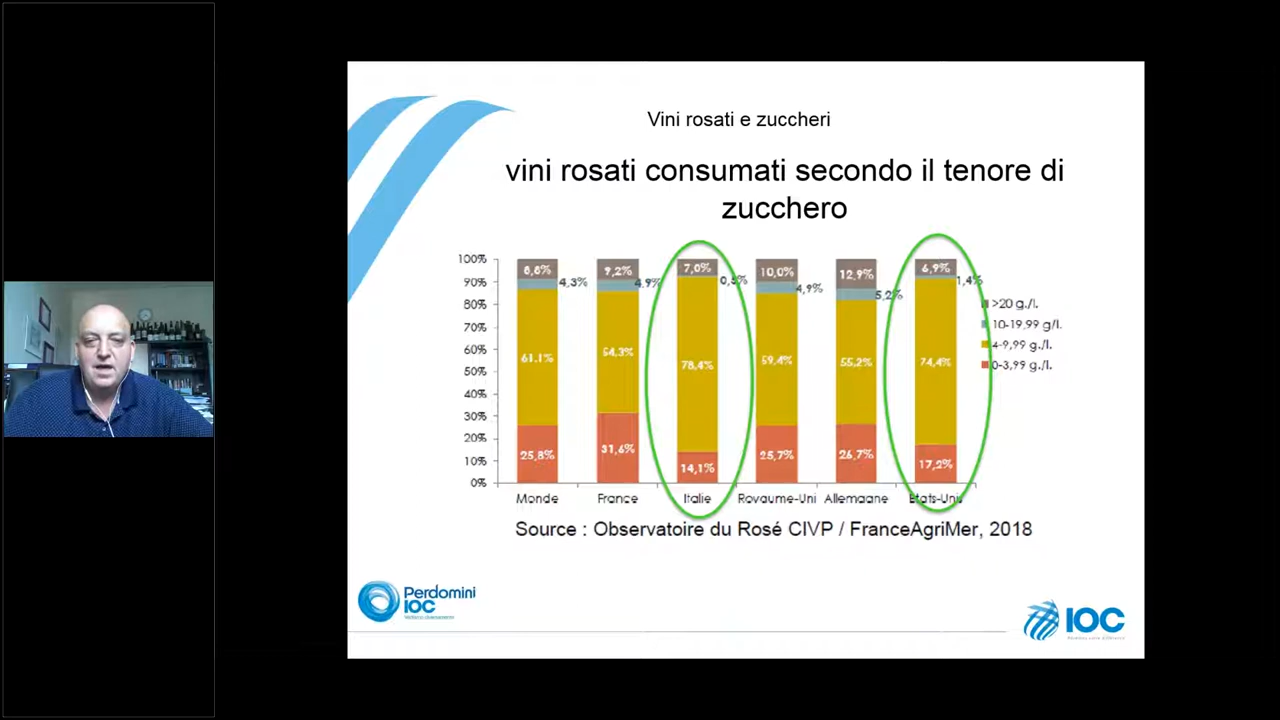 Vini rosati e zuccheri
vini rosati consumati secondo il tenore di
zucchero
100%
90%
80%
70%
60%
50%
40%
30%
20%
10%
0%
8,8% 9,2% 7,0% 10,0% 12,9% 6,9%
4,3% 4,9% 0,5% 4,9% 5,2% 1,4%
61,1% 54,3% 78,4% 59,4% 55,2% 74,4%
25,8% 31,6% 14,1% 25,7% 26,7% 17,2%
Monde France Italie Royaume-Uni Allemagne Etats-Unis
>20 g./l.
10-19,99 g/l.
4-9,99 g./l.
0-3,99 g./l.
Source : Observatoire du Rosé CIVP / FranceAgriMer, 2018
Perdomini
IOC
IOC